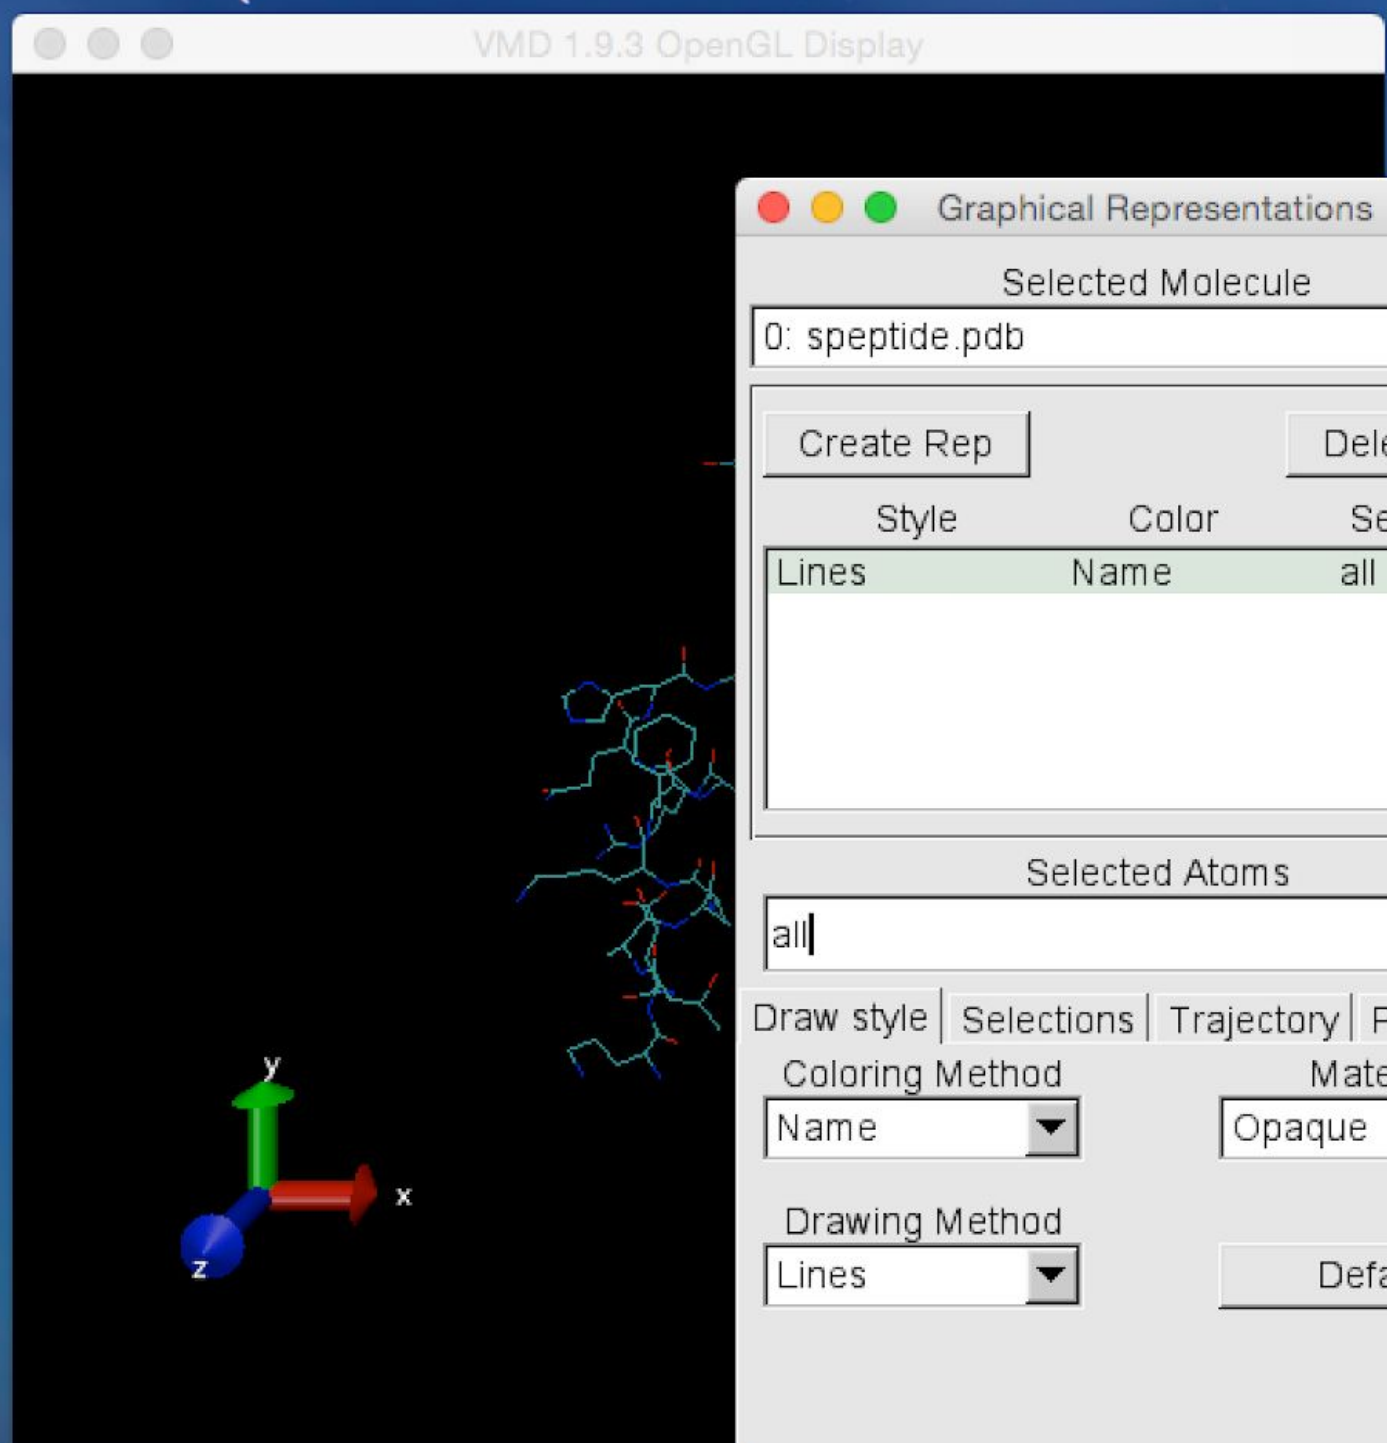 VMD 1.9.3 OpenGL Display
Graphical Representations
Selected Molecule
0: speptide.pdb
Create Rep
Style Color
Lines Name all
Selected Atoms
all
Draw style Selections Trajectory
Coloring Method
Name Opaque
Drawing Method
Lines
y
x
z